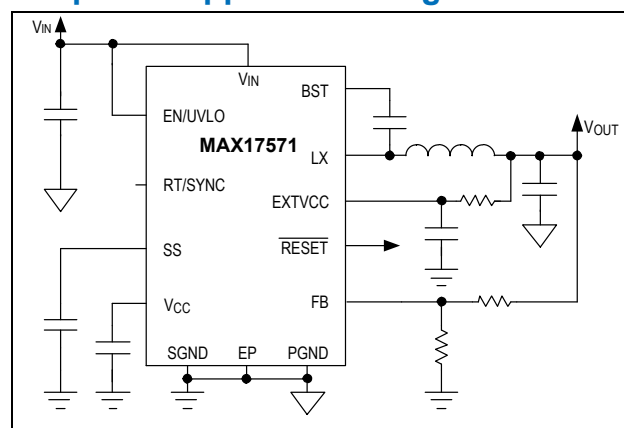 VIN
VIN
BST
EN/UVLO
MAX17571
LX
VOUT
RT/SYNC
EXTVCC
RESET
SS
FB
VCC
SGND EP PGND